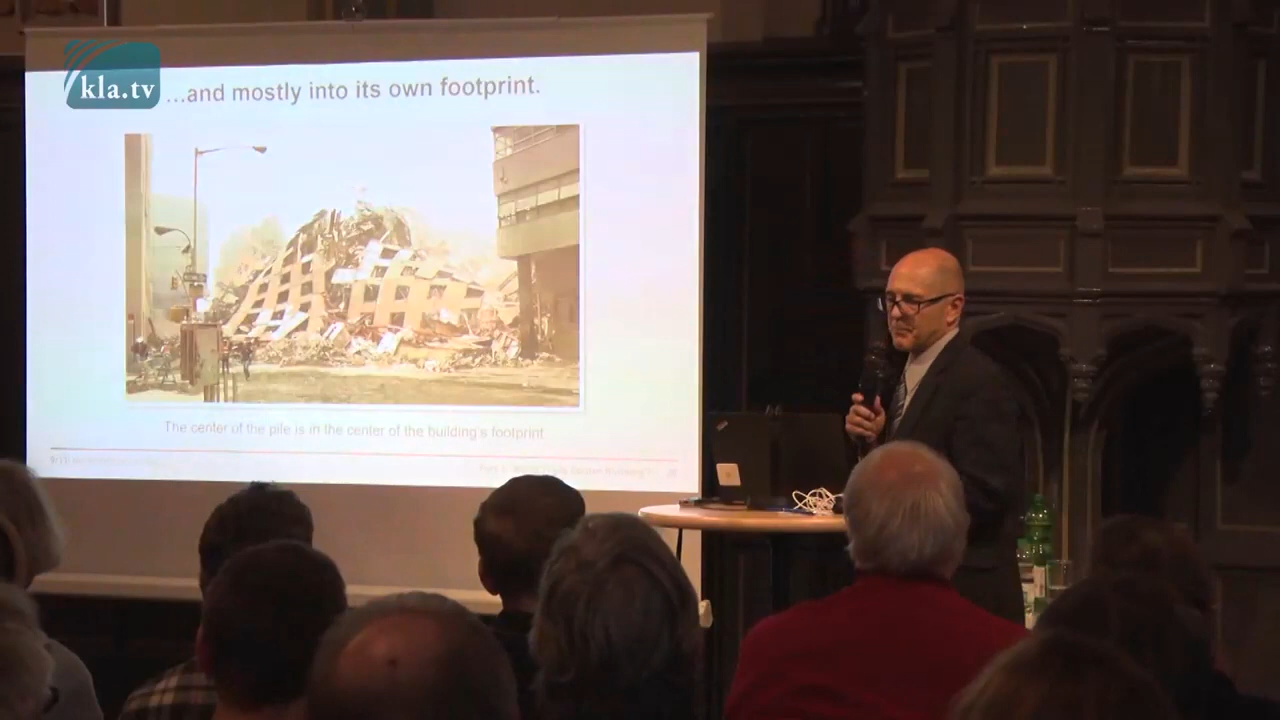 kla.tv
...and mostly into its own footprint.
The center of the pile is in the center of the building's footprint